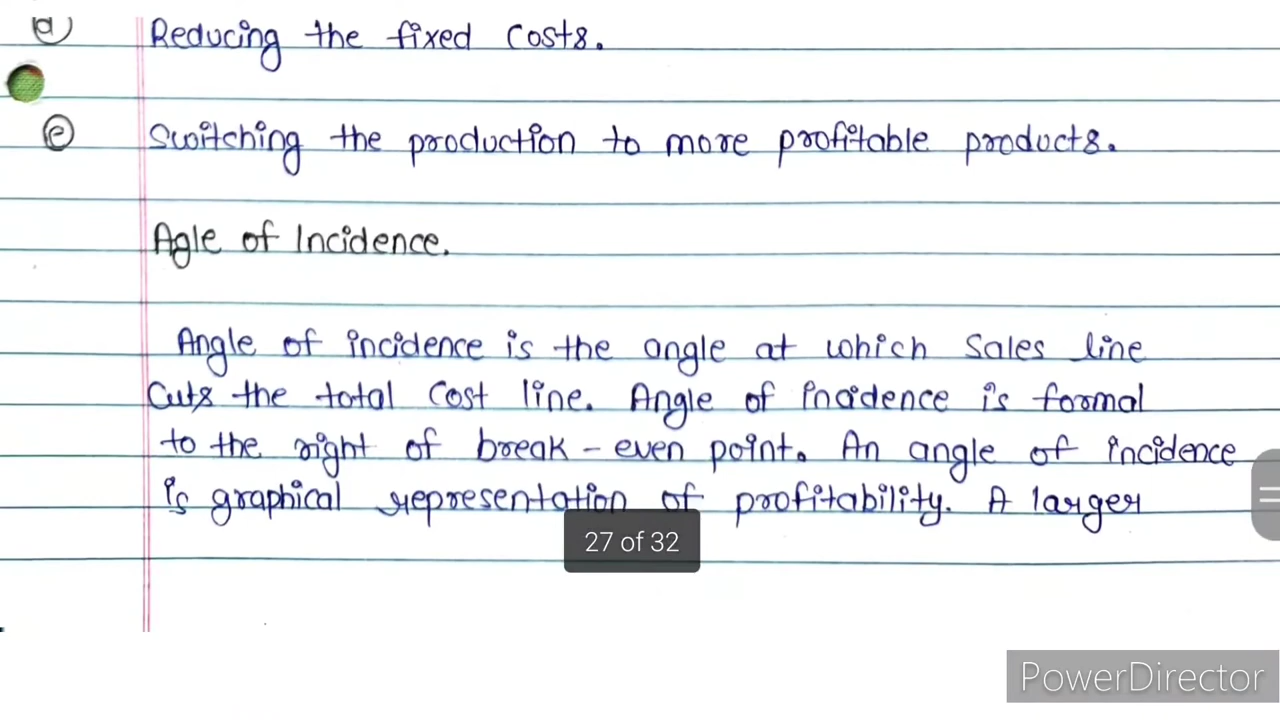 d) Reducing the fixed Costs.
e Switching the production to more profitable products.
Agle of Incidence.
Angle of incidence is the angle at which Sales line
Cuts the total Cost line. Angle of incidence is formal
to the right of break-even point. An angle of incidence
is graphical representation of profitability. A larger
27 of 32
PowerDirector